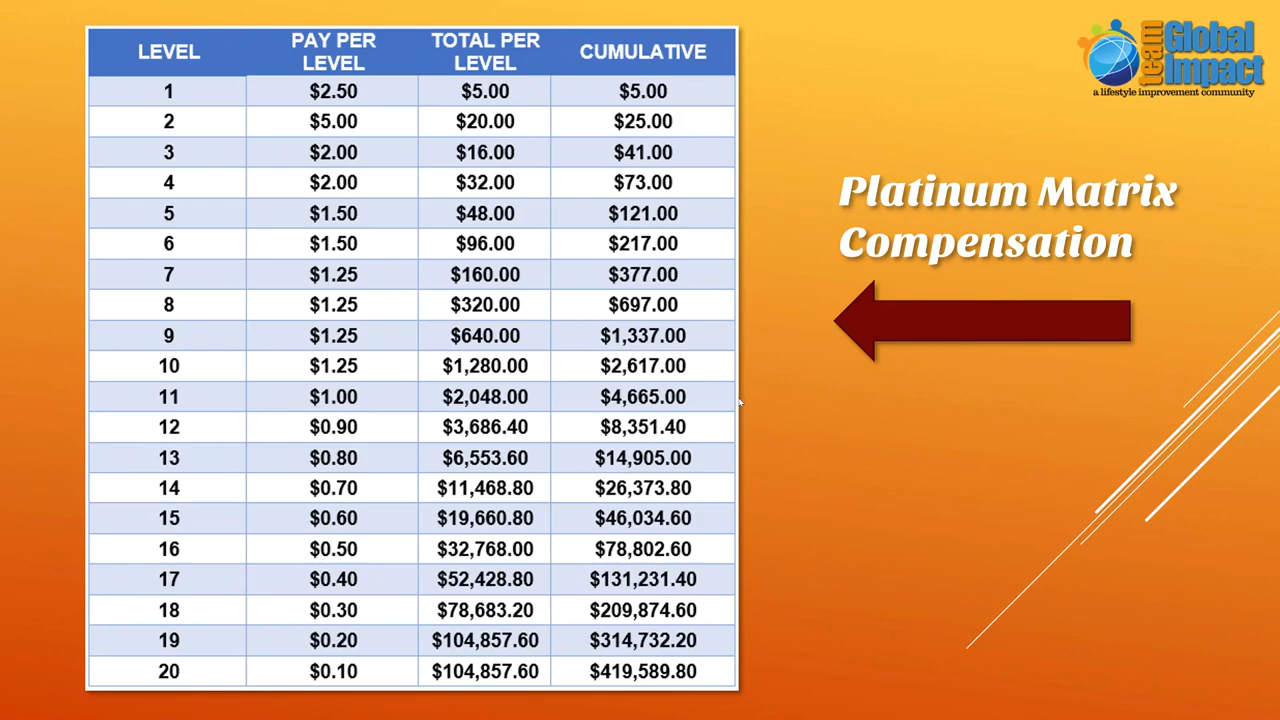 LEVEL PAY PER LEVEL TOTAL PER LEVEL CUMULATIVE
1 $2.50 $5.00 $5.00
2 $5.00 $20.00 $25.00
3 $2.00 $16.00 $41.00
4 $2.00 $32.00 $73.00
5 $1.50 $48.00 $121.00
6 $1.50 $96.00 $217.00
7 $1.25 $160.00 $377.00
8 $1.25 $320.00 $697.00
9 $1.25 $640.00 $1,337.00
10 $1.25 $1,280.00 $2,617.00
11 $1.00 $2,048.00 $4,665.00
12 $0.90 $3,686.40 $8,351.40
13 $0.80 $6,553.60 $14,905.00
14 $0.70 $11,468.80 $26,373.80
15 $0.60 $19,660.80 $46,034.60
16 $0.50 $32,768.00 $78,802.60
17 $0.40 $52,428.80 $131,231.40
18 $0.30 $78,683.20 $209,874.60
19 $0.20 $104,857.60 $314,732.20
20 $0.10 $104,857.60 $419,589.80
team Global Impact
a lifestyle improvement community
Platinum Matrix
Compensation